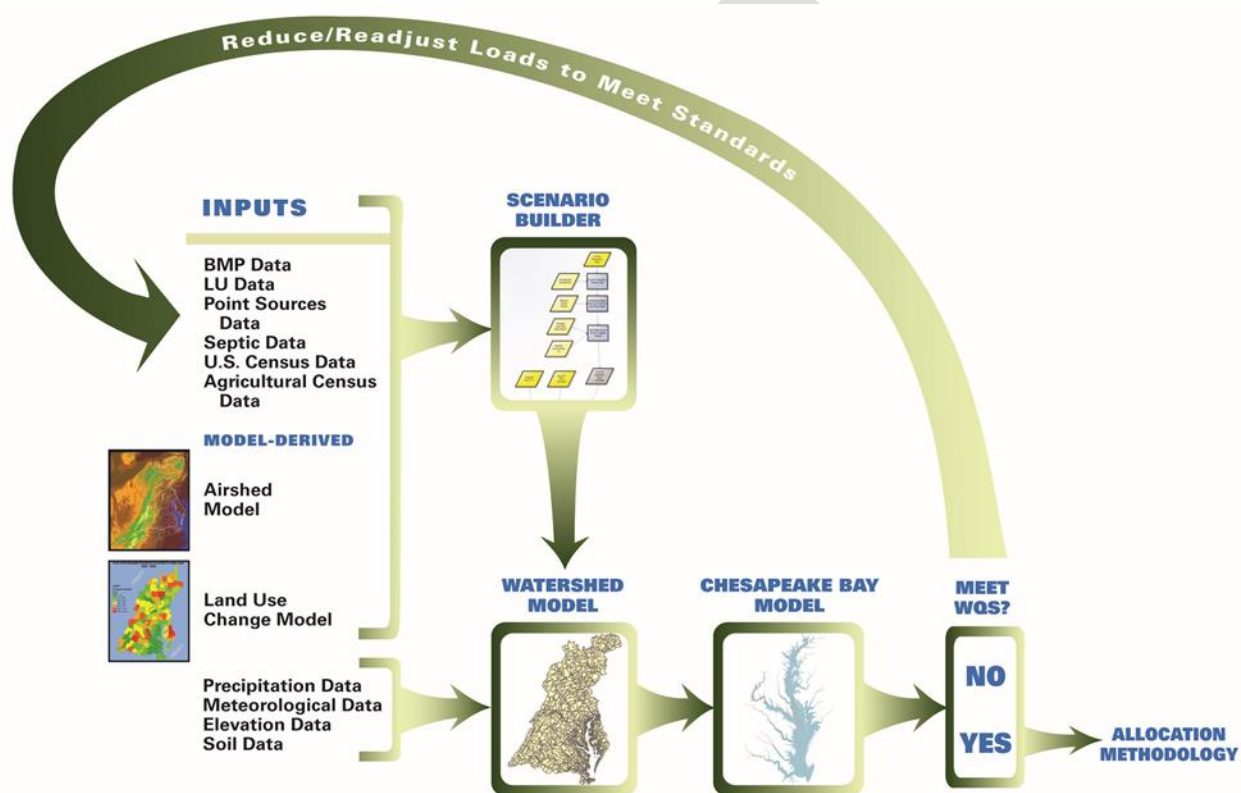 Reduce/Readjust Loads to Meet Standards
INPUTS
BMP Data
LU Data
Point Sources
Data
Septic Data
U.S. Census Data
Agricultural Census
Data
MODEL-DERIVED
Airshed
Model
Land Use
Change Model
Precipitation Data
Meteorological Data
Elevation Data
Soil Data
SCENARIO
BUILDER
WATERSHED
MODEL
CHESAPEAKE BAY
MODEL
MEET
WQS?
NO
YES
ALLOCATION
METHODOLOGY